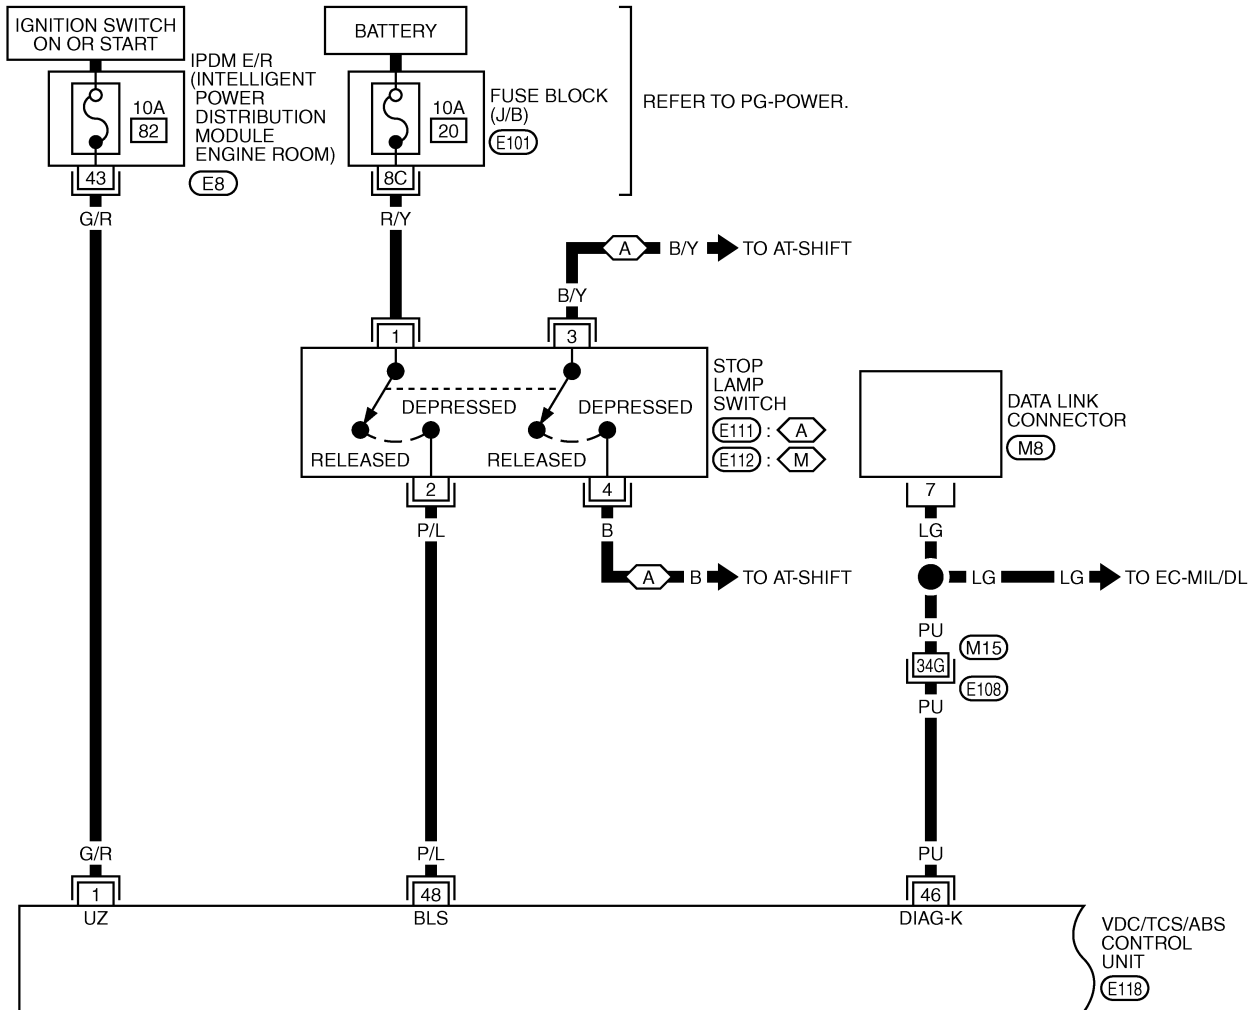 IGNITION SWITCH
ON OR START
BATTERY
IPDM E/R
(INTELLIGENT
POWER
DISTRIBUTION
MODULE
ENGINE ROOM)
E8
10A
82
43
G/R
10A
20
8C
FUSE BLOCK
(J/B)
E101
REFER TO PG-POWER.
R/Y
A
B/Y
TO AT-SHIFT
B/Y
1
3
DEPRESSED
RELEASED
DEPRESSED
RELEASED
STOP
LAMP
SWITCH
E111 : A
E112 : M
DATA LINK
CONNECTOR
M8
2
4
7
P/L
B
LG
A
B
TO AT-SHIFT
LG
LG
TO EC-MIL/DL
PU
M15
34G
E108
PU
G/R
P/L
PU
1
48
46
UZ
BLS
DIAG-K
VDC/TCS/ABS
CONTROL
UNIT
E118